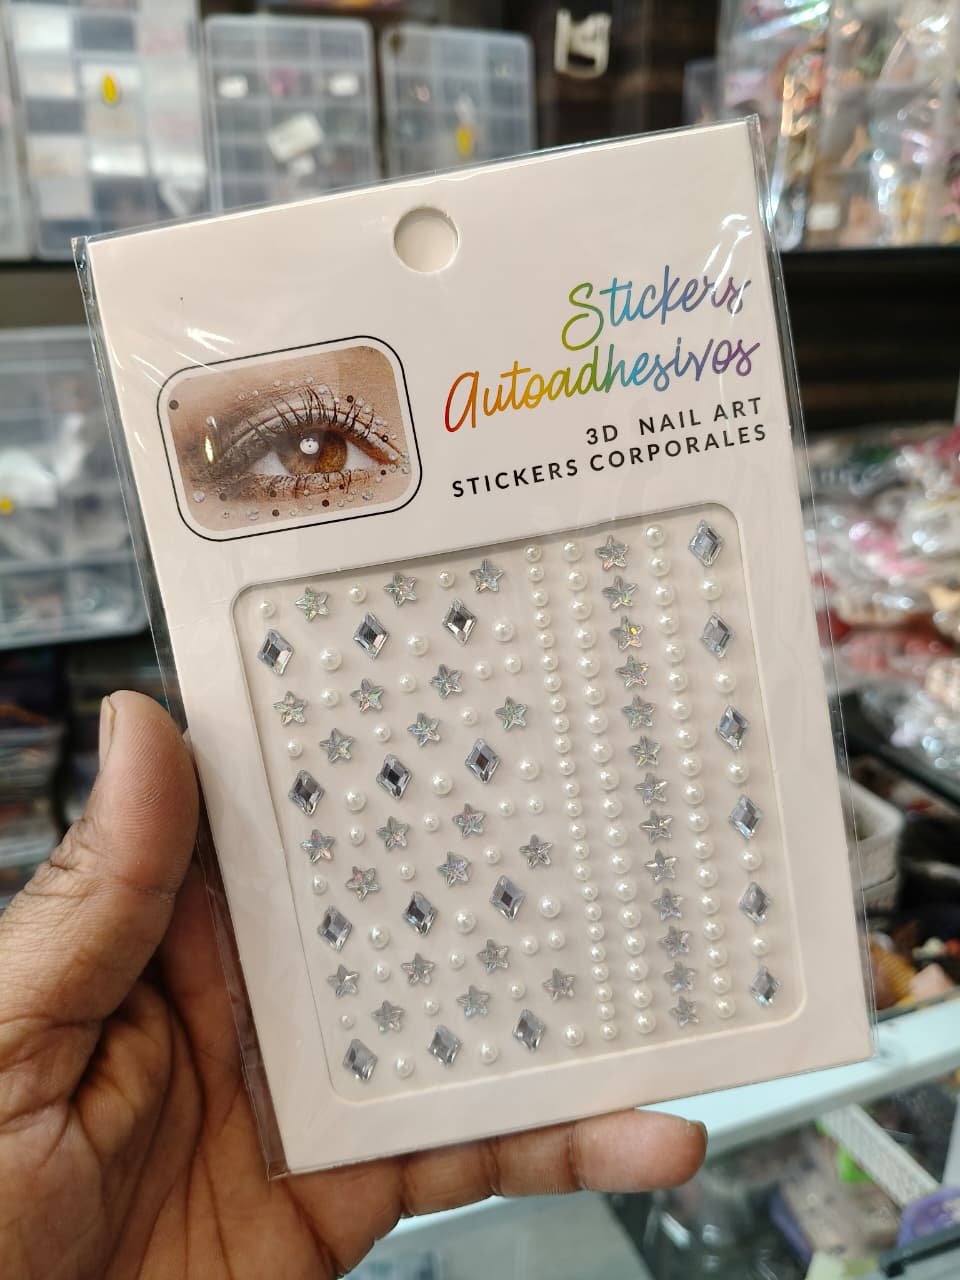 Stickers
Autoadhesivos
3D NAIL ART
STICKERS CORPORALES